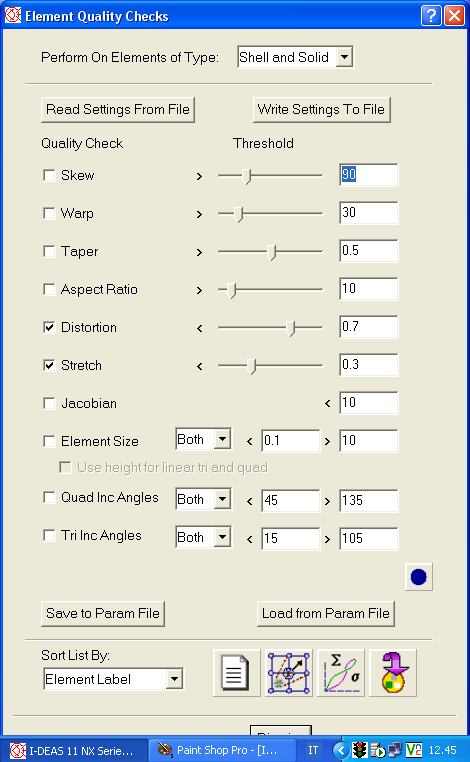 Element Quality Checks
Perform On Elements of Type: Shell and Solid
Read Settings From File Write Settings To File
Quality Check Threshold
Skew > 90
Warp > 30
Taper > 0.5
Aspect Ratio > 10
Distortion < 0.7
Stretch < 0.3
Jacobian < 10
Element Size Both < 0.1 > 10
Use height for linear tri and quad
Quad Inc Angles Both < 45 > 135
Tri Inc Angles Both < 15 > 105
Save to Param File Load from Param File
Sort List By:
Element Label
Σ σ
I-DEAS 11 NX Serie... Paint Shop Pro - [I... IT 12.45